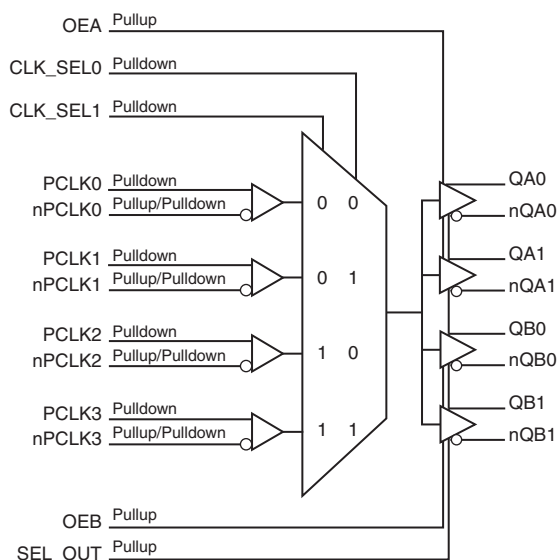 OEA Pullup
CLK_SEL0 Pulldown
CLK_SEL1 Pulldown
PCLK0 Pulldown
nPCLK0 Pullup/Pulldown
0 0
QA0
nQA0
PCLK1 Pulldown
nPCLK1 Pullup/Pulldown
0 1
QA1
nQA1
PCLK2 Pulldown
nPCLK2 Pullup/Pulldown
1 0
QB0
nQB0
PCLK3 Pulldown
nPCLK3 Pullup/Pulldown
1 1
QB1
nQB1
OEB Pullup
SEL_OUT Pullup